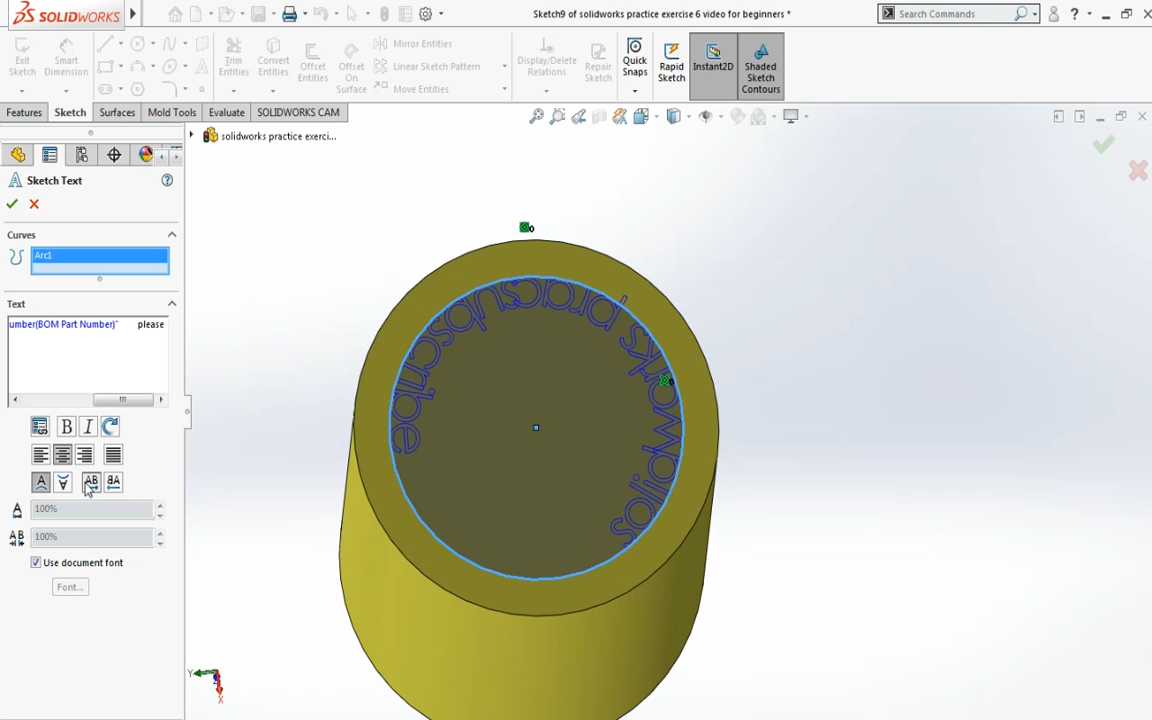 SOLIDWORKS
Sketch9 of solidworks practice exercise 6 video for beginners *
Search Commands
Exit Sketch
Smart Dimension
Trim Entities
Convert Entities
Offset Entities
Offset On Surface
Mirror Entities
Linear Sketch Pattern
Move Entities
Display/Delete Relations
Repair Sketch
Quick Snaps
Rapid Sketch
Instant2D
Shaded Sketch Contours
Features
Sketch
Surfaces
Mold Tools
Evaluate
SOLIDWORKS CAM
solidworks practice exerci...
Sketch Text
Curves
Arc1
Text
umber(BOM Part Number)" please
B I
AB
100%
100%
Use document font
Font...
Y
X